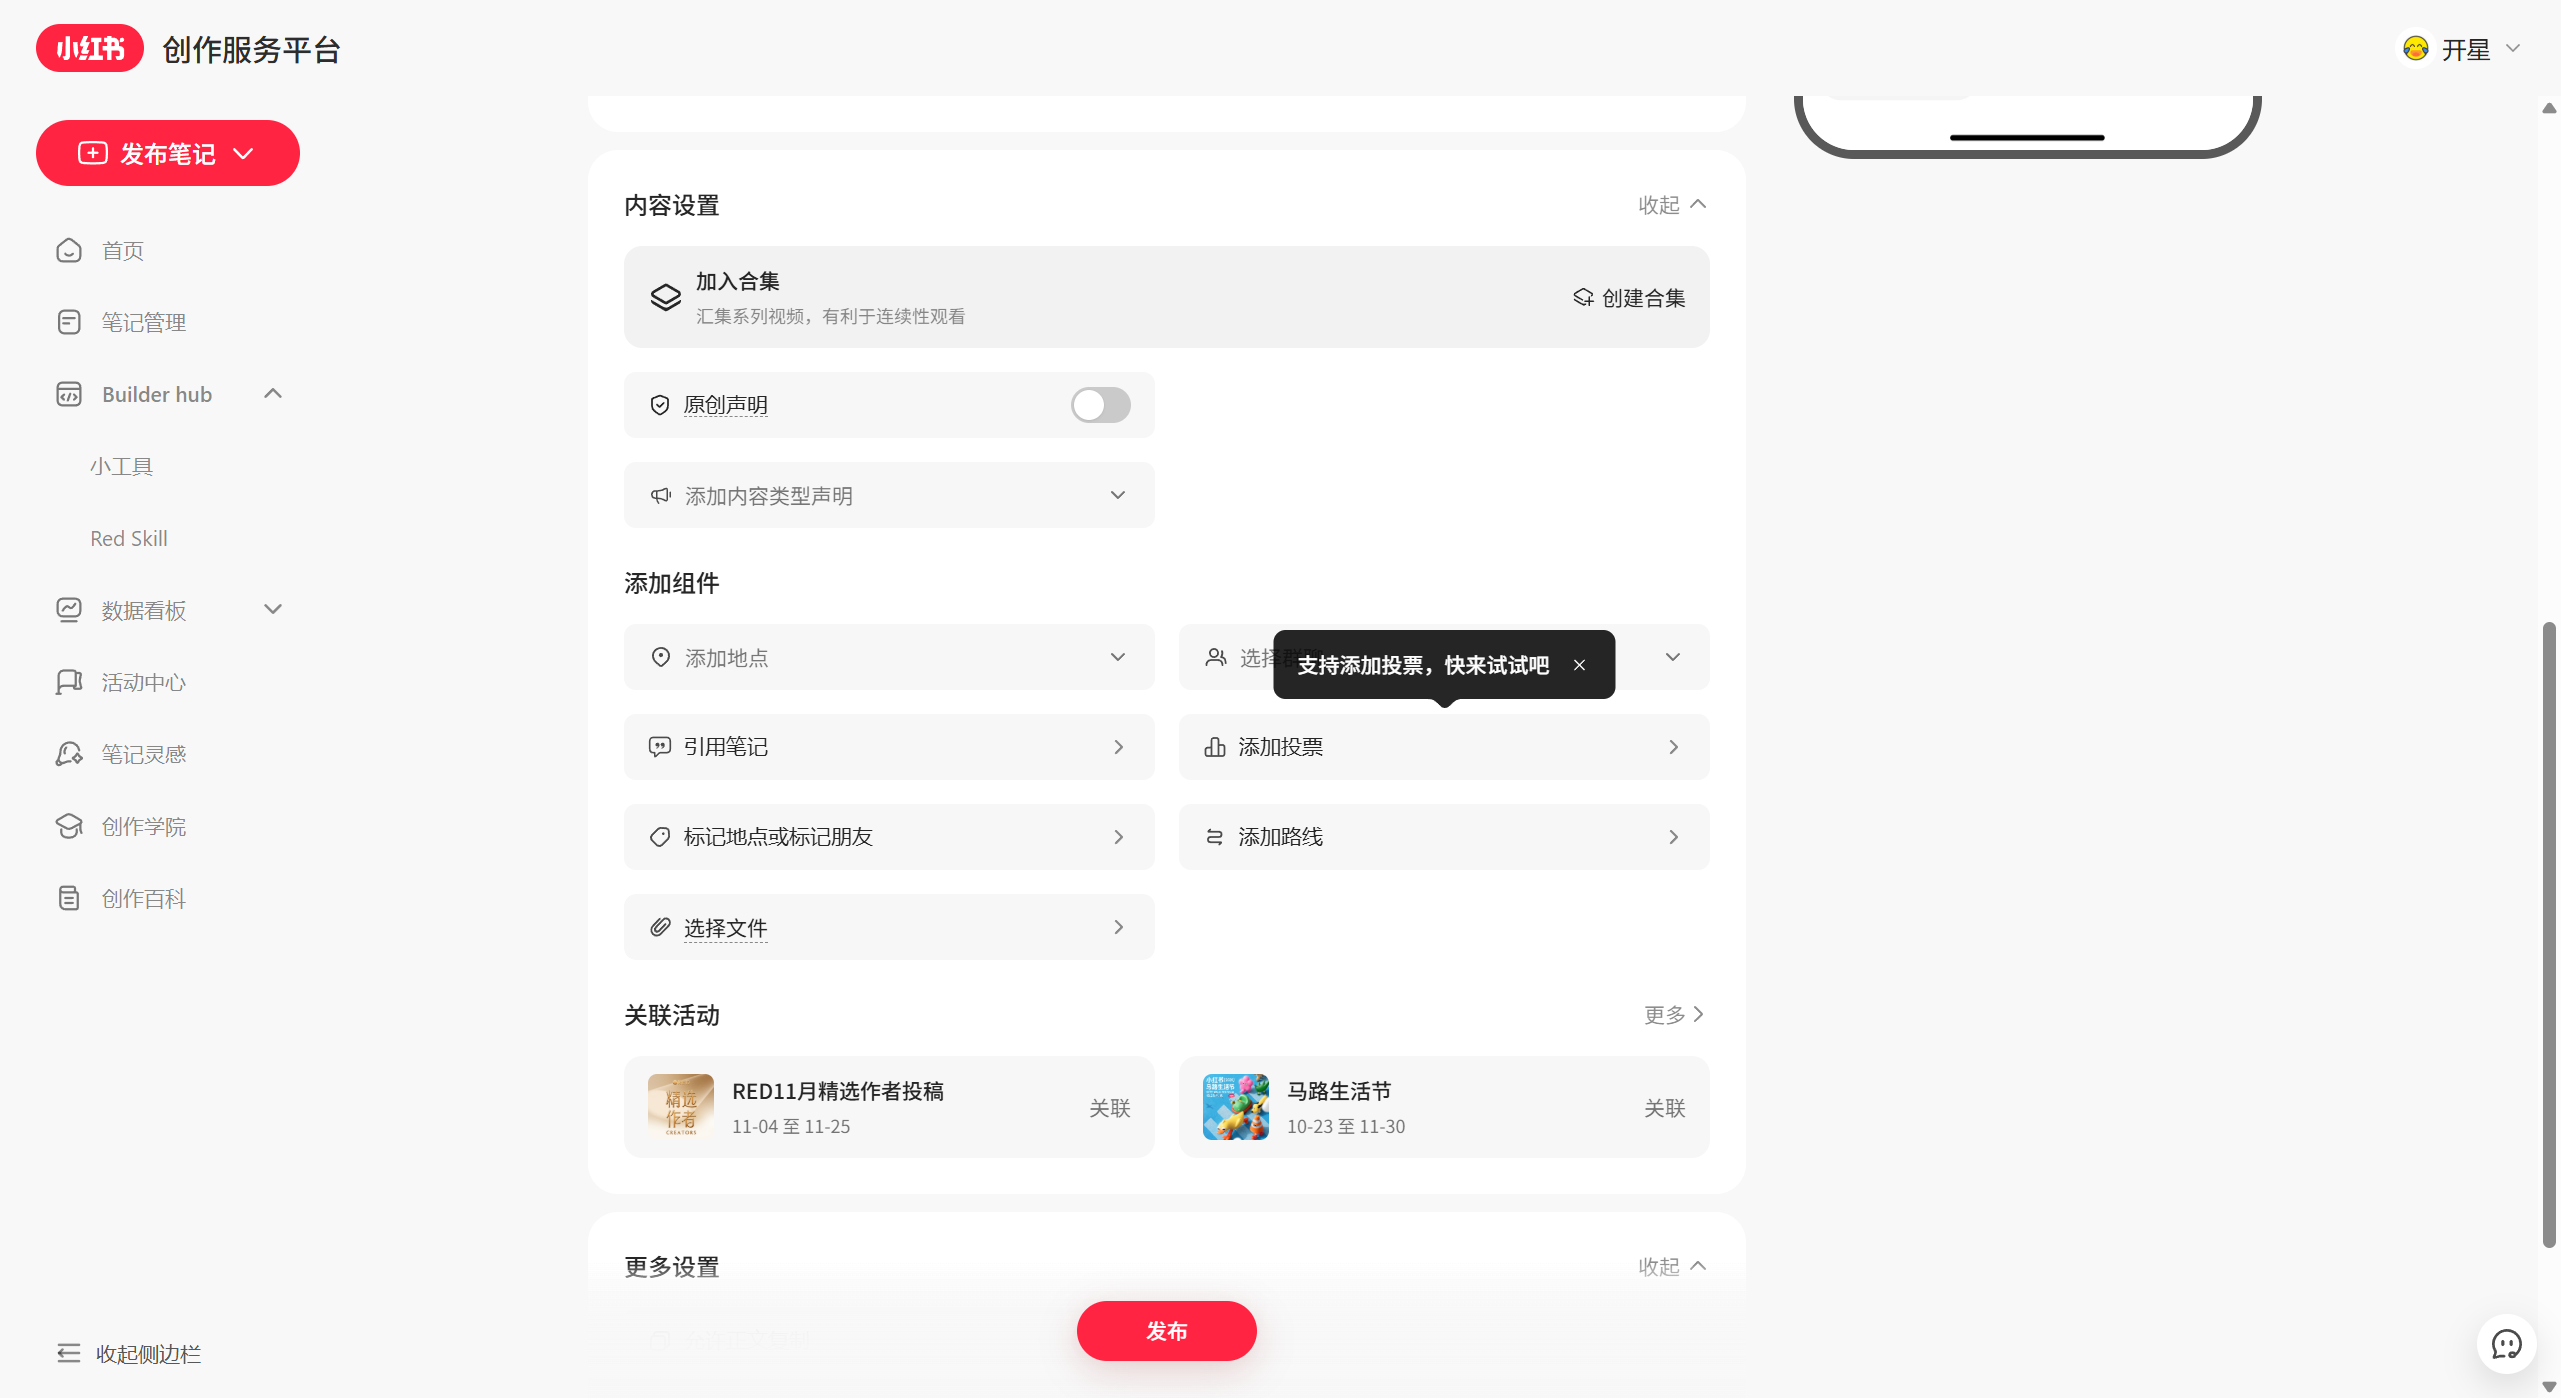 小红书 创作服务平台
开星
发布笔记
首页
笔记管理
Builder hub
小工具
Red Skill
数据看板
活动中心
笔记灵感
创作学院
创作百科
收起侧边栏
内容设置
收起
加入合集
汇集系列视频，有利于连续性观看
创建合集
原创声明
添加内容类型声明
添加组件
添加地点
选择
支持添加投票，快来试试吧
引用笔记
添加投票
标记地点或标记朋友
添加路线
选择文件
关联活动
更多
精选
作者
CREATORS
RED11月精选作者投稿
11-04 至 11-25
关联
马路生活节
10-23 至 11-30
关联
更多设置
收起
发布